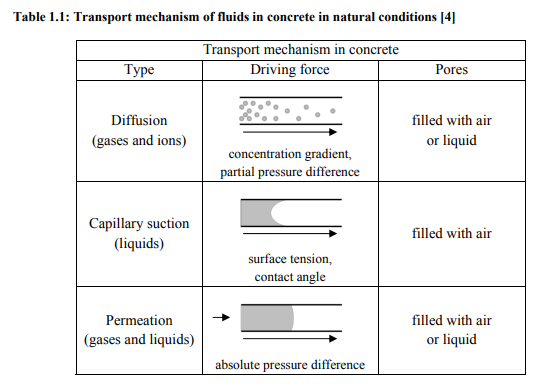 Table 1.1: Transport mechanism of fluids in concrete in natural conditions [4]
Transport mechanism in concrete
Type Driving force Pores
Diffusion
(gases and ions)
concentration gradient,
partial pressure difference
filled with air
or liquid
Capillary suction
(liquids)
surface tension,
contact angle
filled with air
Permeation
(gases and liquids)
absolute pressure difference
filled with air
or liquid